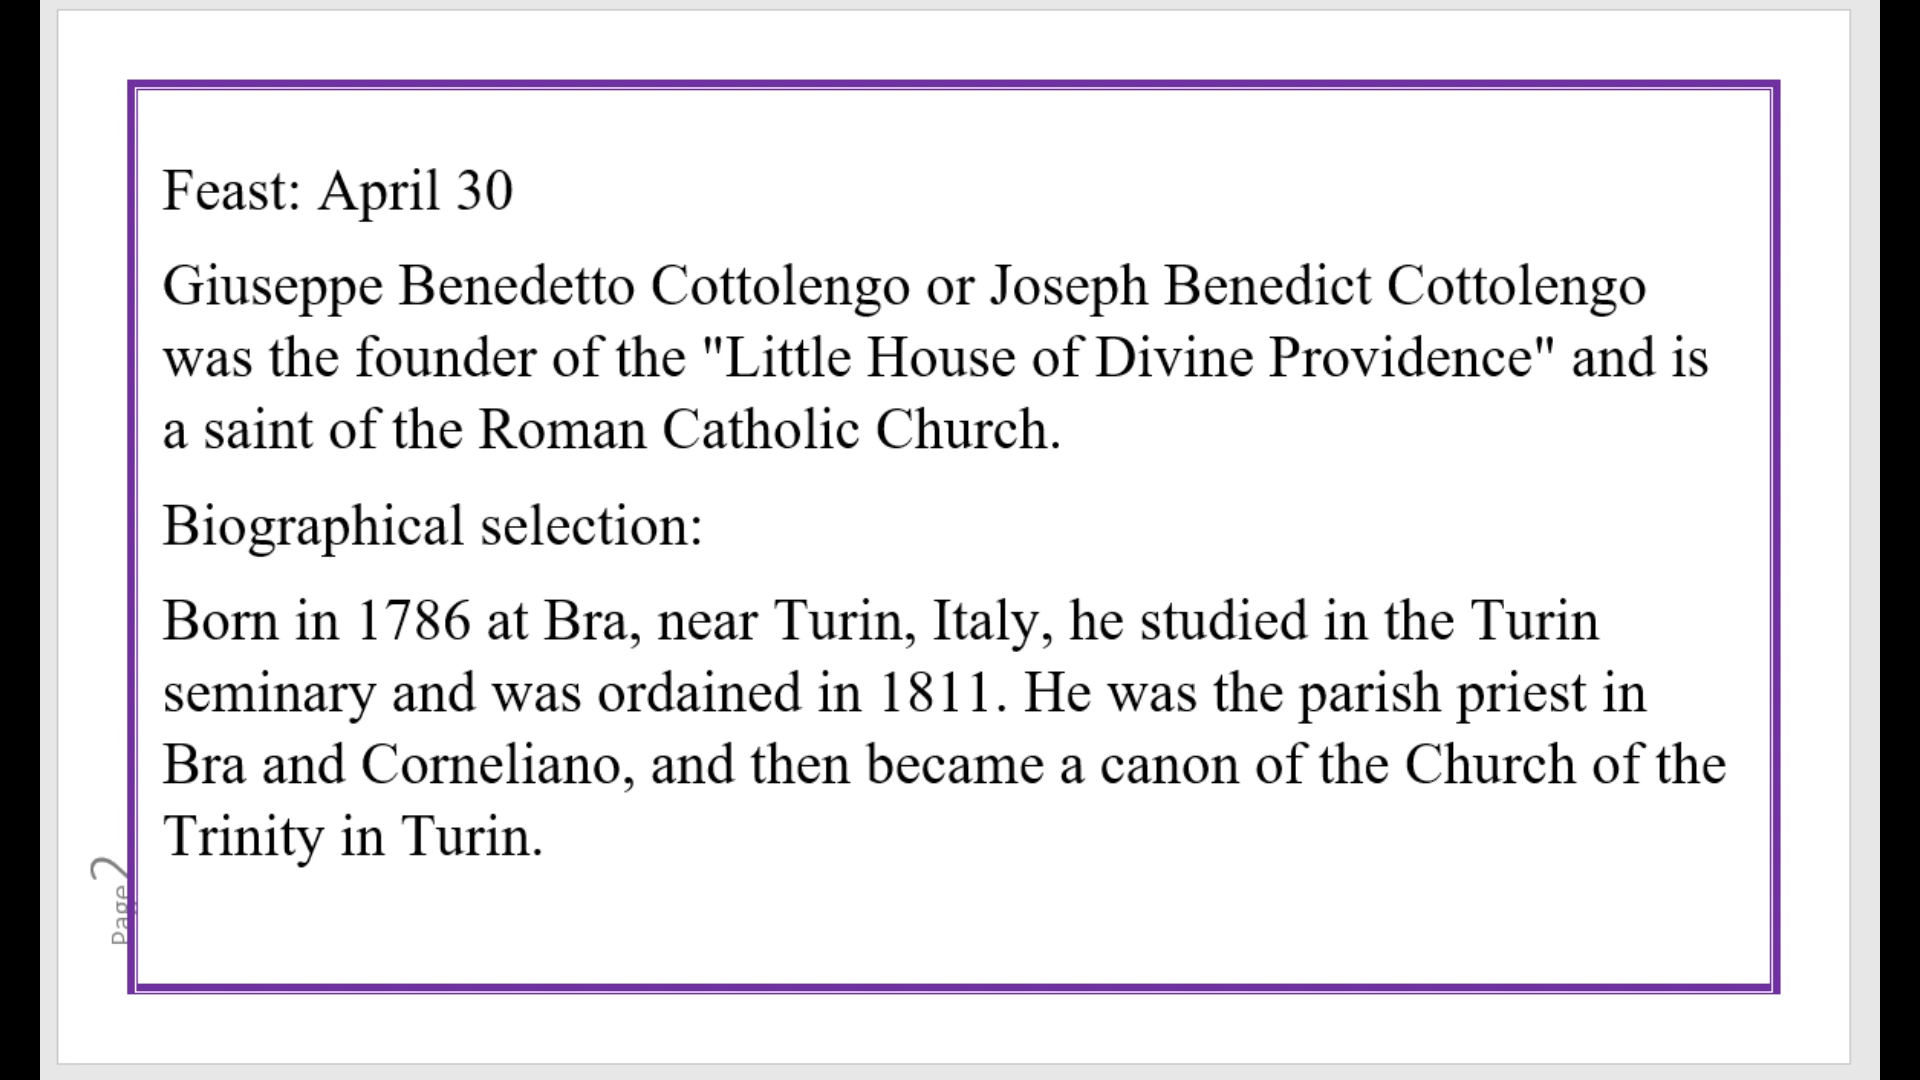 Feast: April 30
Giuseppe Benedetto Cottolengo or Joseph Benedict Cottolengo
was the founder of the "Little House of Divine Providence" and is
a saint of the Roman Catholic Church.
Biographical selection:
Born in 1786 at Bra, near Turin, Italy, he studied in the Turin
seminary and was ordained in 1811. He was the parish priest in
Bra and Corneliano, and then became a canon of the Church of the
Trinity in Turin.
Page 2